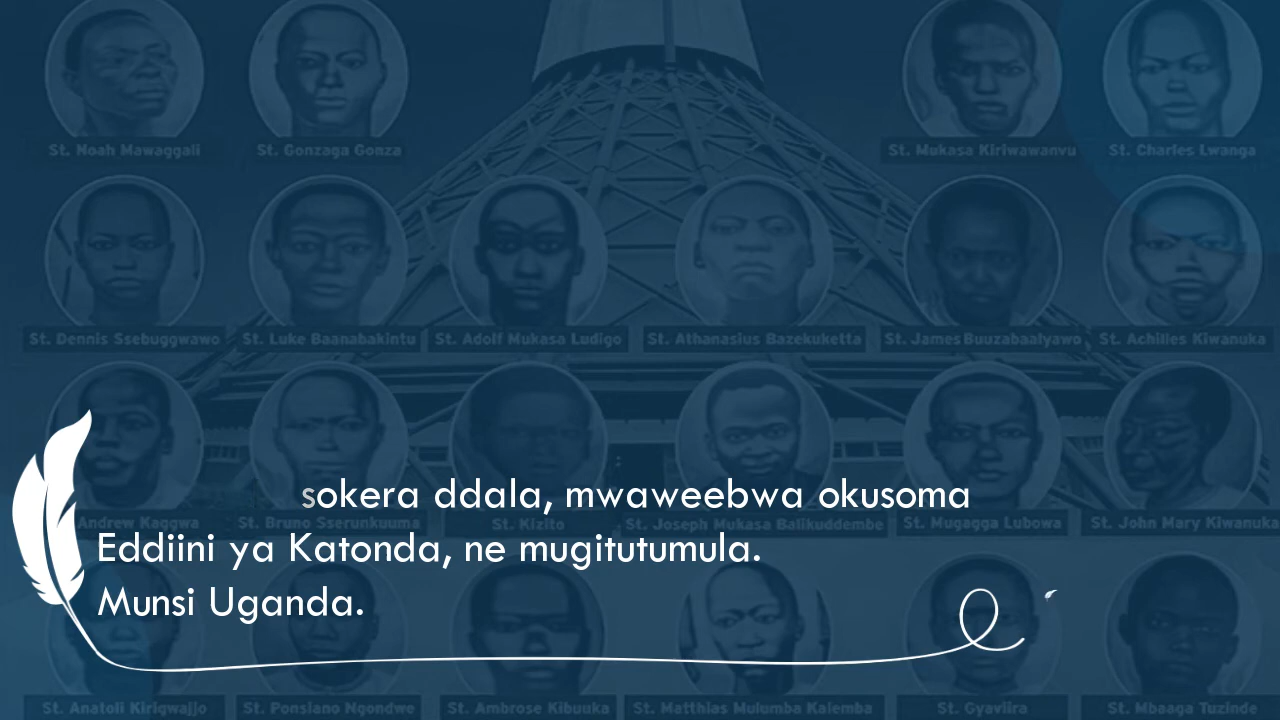 St. Noah Mawaggali
St. Gonzaga Gonza
St. Mukasa Kiriwawanvu
St. Charles Lwanga
St. Dennis Ssebuggwawo
St. Luke Baanabakintu
St. Adolf Mukasa Ludigo
St. Athanasius Bazekuketta
St. James Buuzabaalyawo
St. Achilles Kiwanuka
Andrew Kaggwa
St. Bruno Sserunkuuma
St. Kizito
St. Joseph Mukasa Balikuddembe
St. Mugagga Lubowa
St. John Mary Kiwanuka
sokera ddala, mwaweebwa okusoma
Eddiini ya Katonda, ne mugitutumula.
Munsi Uganda.
St. Anatoli Kirigwajjo
St. Ponsiano Ngondwe
St. Ambrose Kibuuka
St. Matthias Mulumba Kalemba
St. Gyaviira
St. Mbaaga Tuzinde